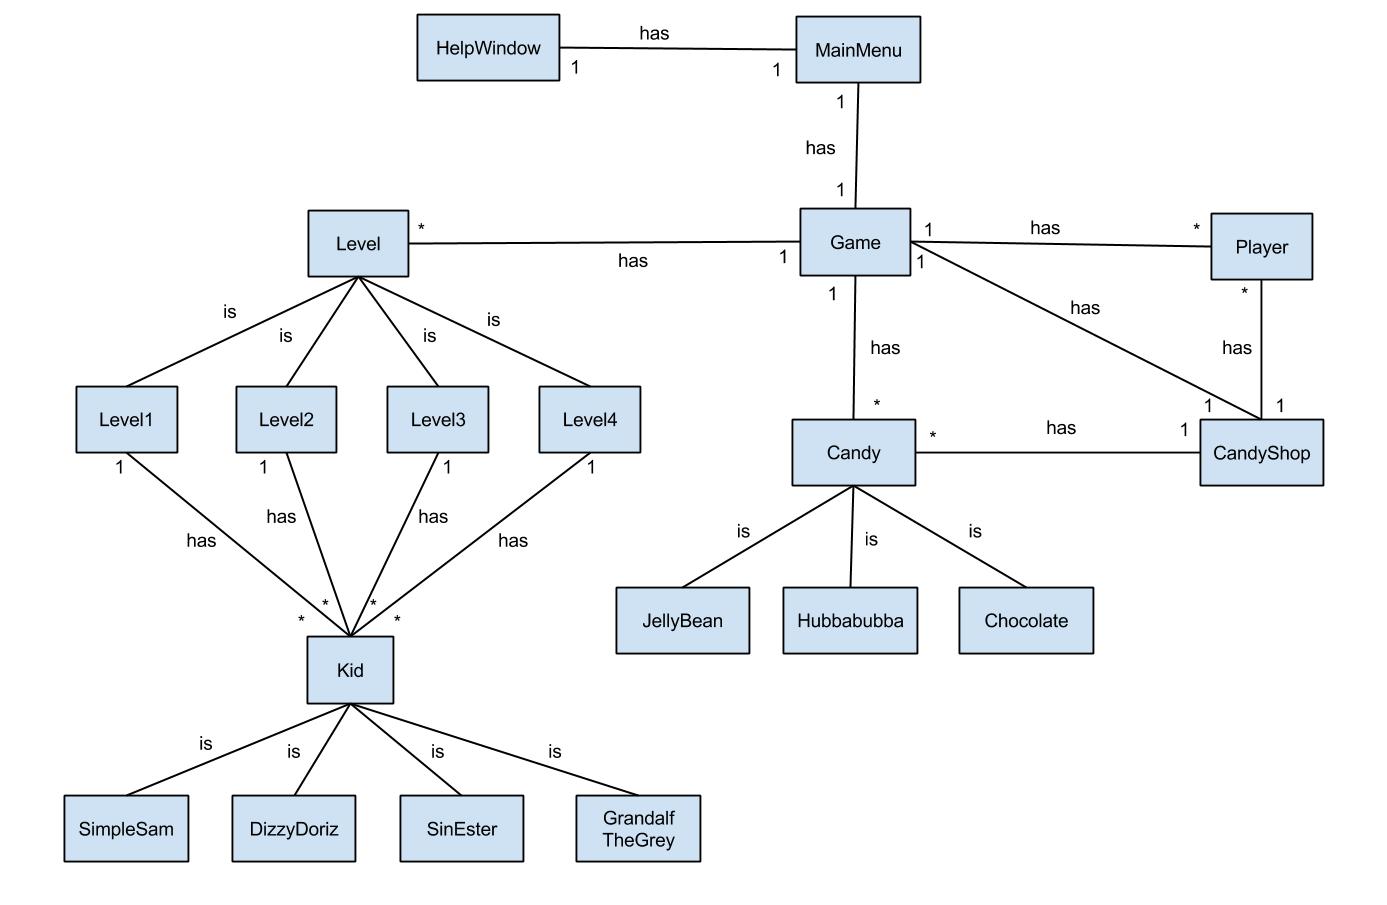 has
HelpWindow
MainMenu
1
1
1
has
1
Level
*
has
1
Game
1
has
*
Player
1
1
*
is
is
is
is
has
has
has
*
1
1
Level1
Level2
Level3
Level4
Candy
*
has
1
CandyShop
1
1
1
1
has
has
has
has
is
is
is
*
*
*
*
JellyBean
Hubbabubba
Chocolate
Kid
is
is
is
is
SimpleSam
DizzyDoriz
SinEster
Grandalf
TheGrey